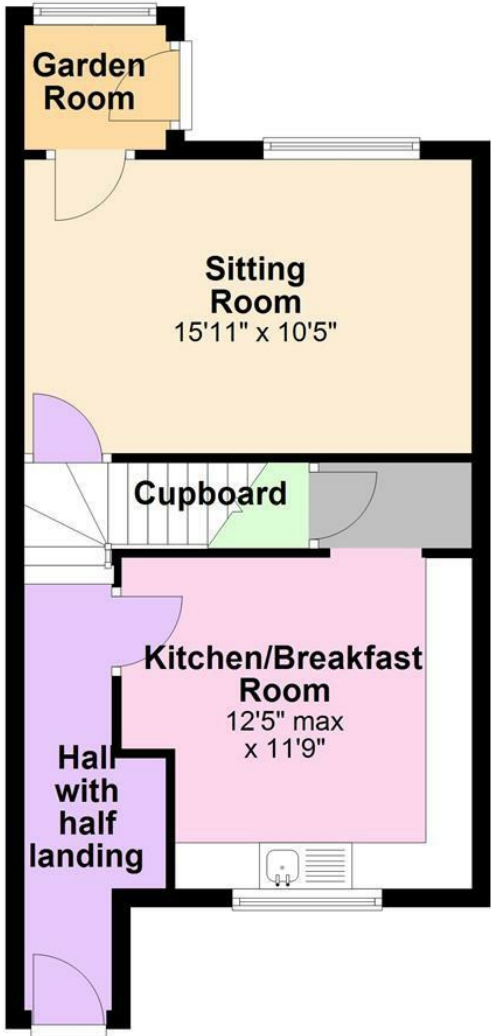 Garden
Room
Sitting
Room
15'11" x 10'5"
Cupboard
Kitchen/Breakfast
Room
12'5" max
x 11'9"
Hall
with
half
landing